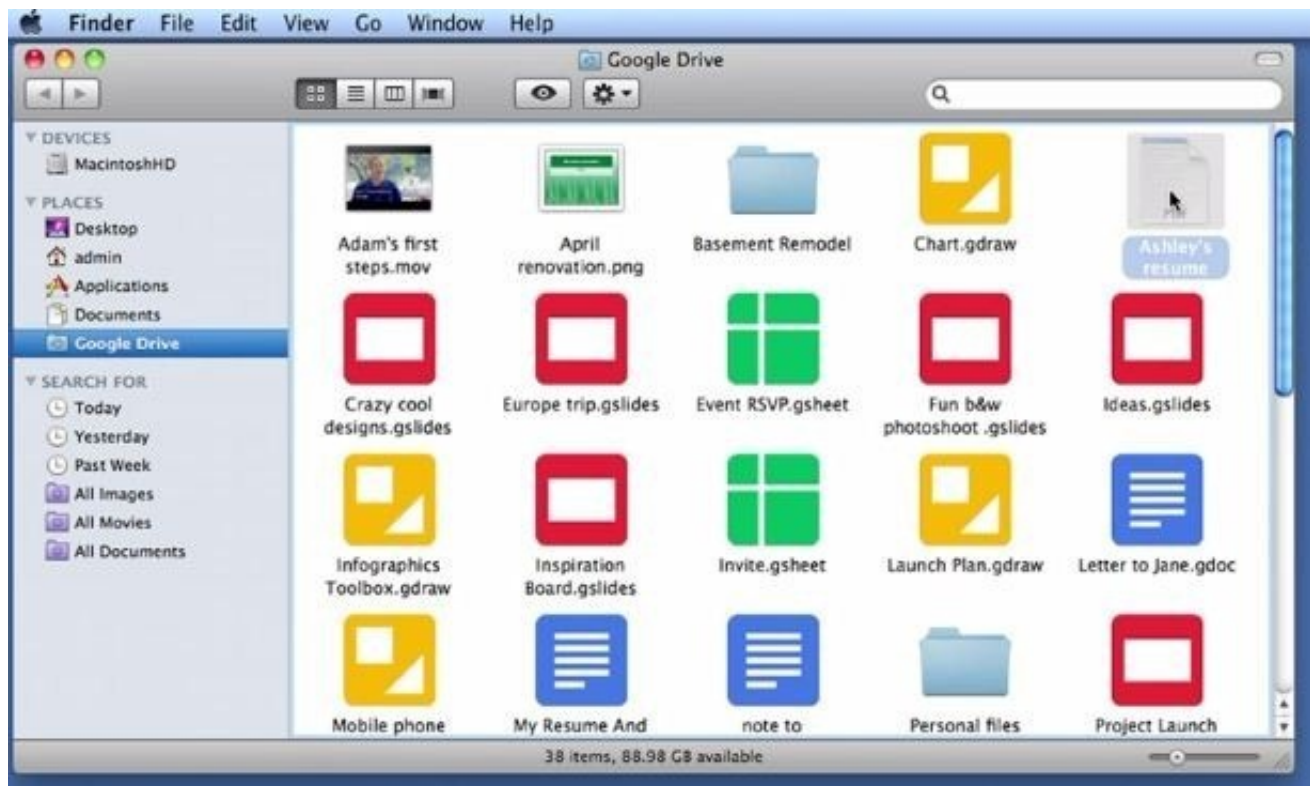 Finder File Edit View Go Window Help
Google Drive
DEVICES
MacintoshHD
PLACES
Desktop
admin
Applications
Documents
Google Drive
SEARCH FOR
Today
Yesterday
Past Week
All Images
All Movies
All Documents
Adam's first
steps.mov
April
renovation.png
Basement Remodel
Chart.gdraw
Ashley's
resume
Crazy cool
designs.gslides
Europe trip.gslides
Event RSVP.gsheet
Fun b&w
photoshoot .gslides
Ideas.gslides
Infographics
Toolbox.gdraw
Inspiration
Board.gslides
Invite.gsheet
Launch Plan.gdraw
Letter to Jane.gdoc
Mobile phone
My Resume And
note to
Personal files
Project Launch
38 items, 88.98 GB available